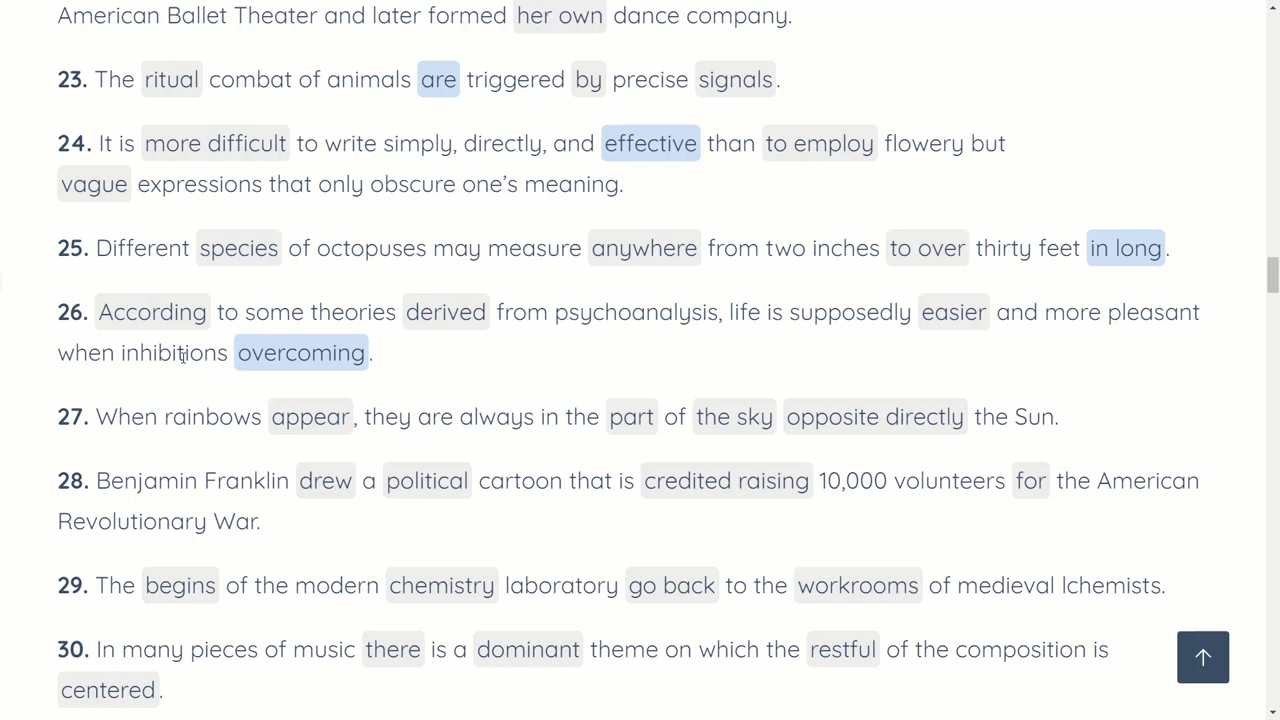 American Ballet Theater and later formed her own dance company.
23. The ritual combat of animals are triggered by precise signals.
24. It is more difficult to write simply, directly, and effective than to employ flowery but
vague expressions that only obscure one's meaning.
25. Different species of octopuses may measure anywhere from two inches to over thirty feet in long.
26. According to some theories derived from psychoanalysis, life is supposedly easier and more pleasant
when inhibitions overcoming.
27. When rainbows appear, they are always in the part of the sky opposite directly the Sun.
28. Benjamin Franklin drew a political cartoon that is credited raising 10,000 volunteers for the American
Revolutionary War.
29. The begins of the modern chemistry laboratory go back to the workrooms of medieval lchemists.
30. In many pieces of music there is a dominant theme on which the restful of the composition is
centered.